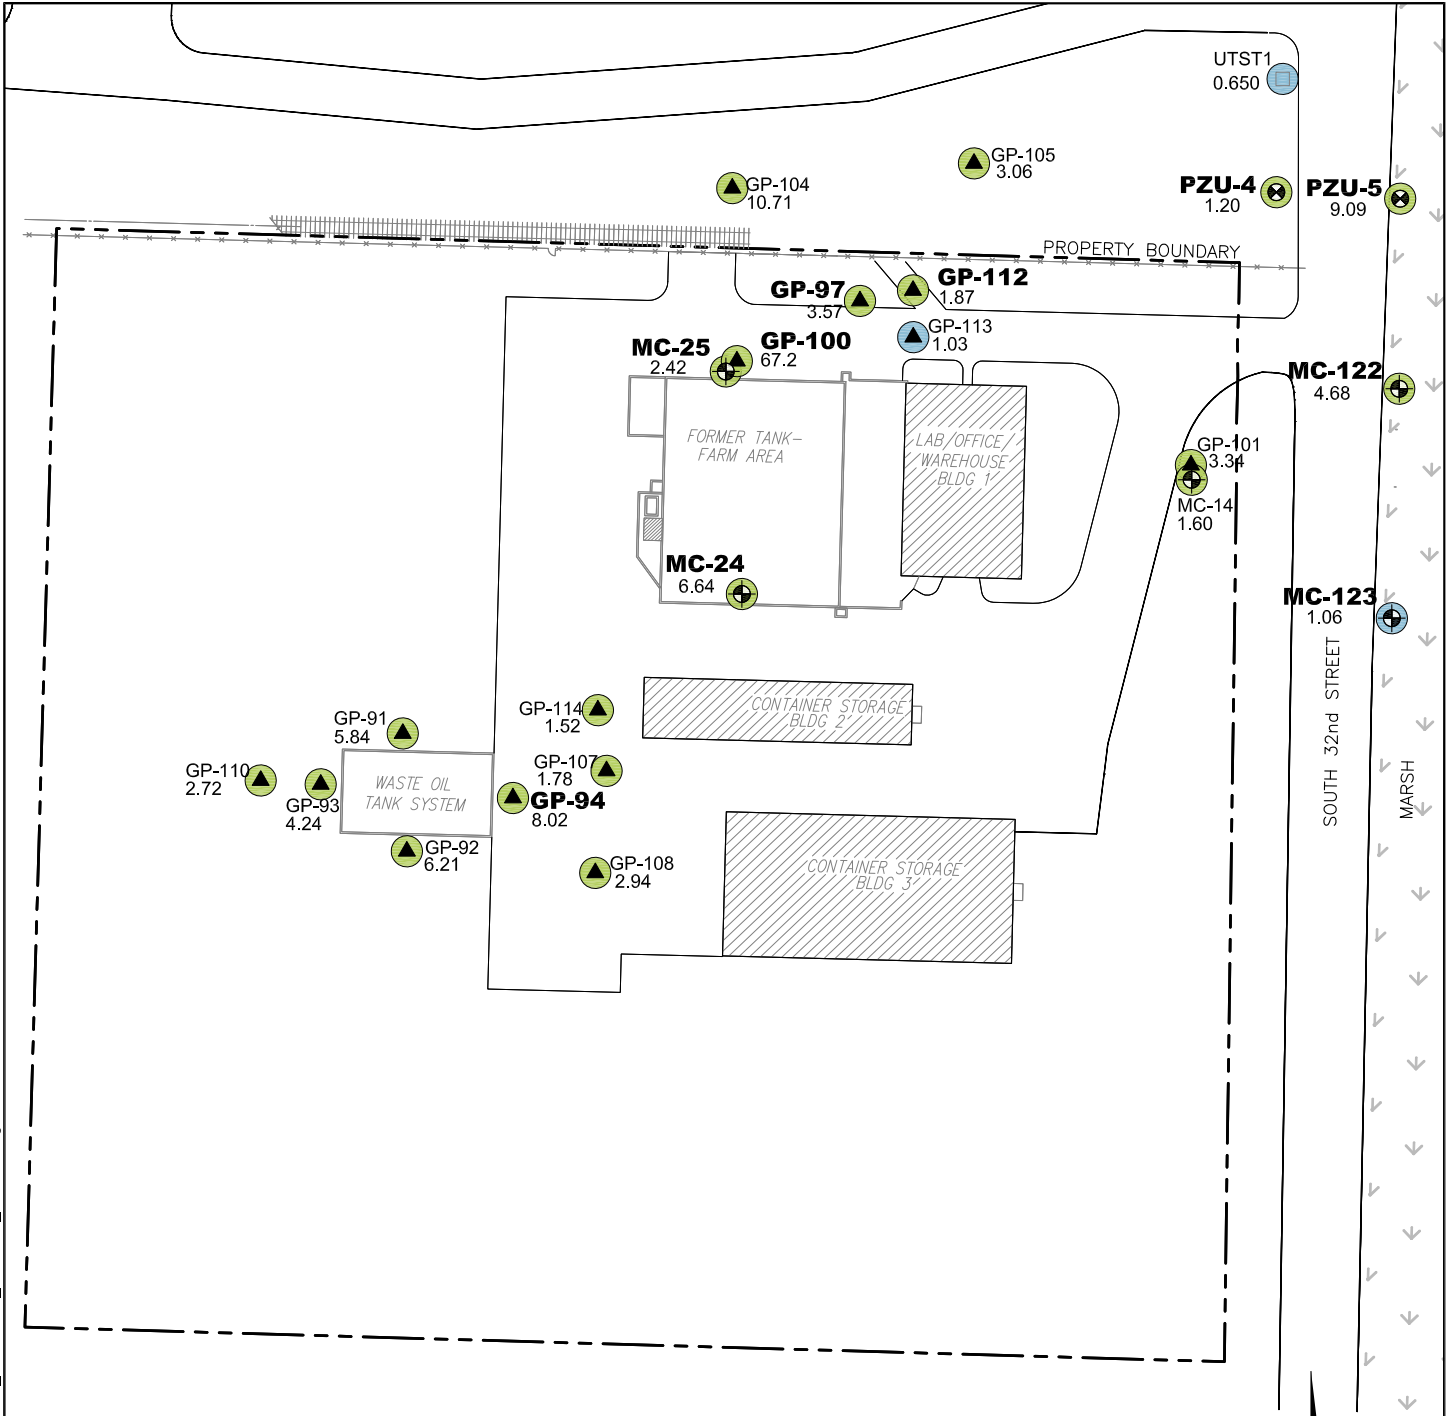 UTST1
0.650
GP-105
3.06
GP-104
10.71
PZU-4
1.20
PZU-5
9.09
PROPERTY BOUNDARY
GP-97
3.57
GP-112
1.87
GP-113
1.03
MC-25
2.42
GP-100
67.2
MC-122
4.68
FORMER TANK-
FARM AREA
LAB/OFFICE/
WAREHOUSE
BLDG 1
GP-101
3.34
MC-14
1.60
MC-24
6.64
MC-123
1.06
SOUTH 32nd STREET
MARSH
GP-114
1.52
CONTAINER STORAGE
BLDG 2
GP-91
5.84
GP-110
2.72
GP-93
4.24
WASTE OIL
TANK SYSTEM
GP-107
1.78
GP-94
8.02
GP-92
6.21
GP-108
2.94
CONTAINER STORAGE
BLDG 3